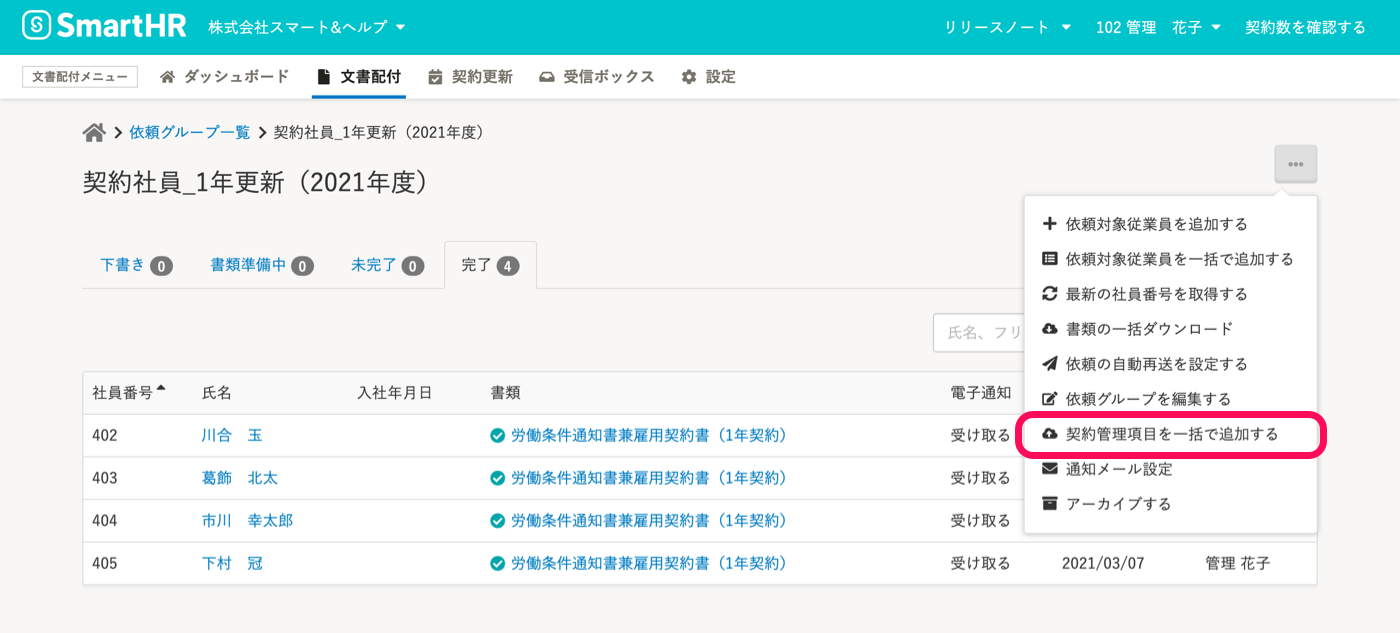 SmartHR 株式会社スマート&ヘルプ リリースノート 102 管理 花子 契約数を確認する
文書配付メニュー ダッシュボード 文書配付 契約更新 受信ボックス 設定
依頼グループ一覧 契約社員_1年更新（2021年度）
契約社員_1年更新（2021年度）
依頼対象従業員を追加する
依頼対象従業員を一括で追加する
最新の社員番号を取得する
書類の一括ダウンロード
依頼の自動再送を設定する
依頼グループを編集する
契約管理項目を一括で追加する
通知メール設定
アーカイブする
下書き 0 書類準備中 0 未完了 0 完了 4
氏名、フリ
社員番号 氏名 入社年月日 書類 電子通知
402 川合 玉 労働条件通知書兼雇用契約書（1年契約） 受け取る
403 葛飾 北太 労働条件通知書兼雇用契約書（1年契約） 受け取る
404 市川 幸太郎 労働条件通知書兼雇用契約書（1年契約） 受け取る
405 下村 冠 労働条件通知書兼雇用契約書（1年契約） 受け取る 2021/03/07 管理 花子